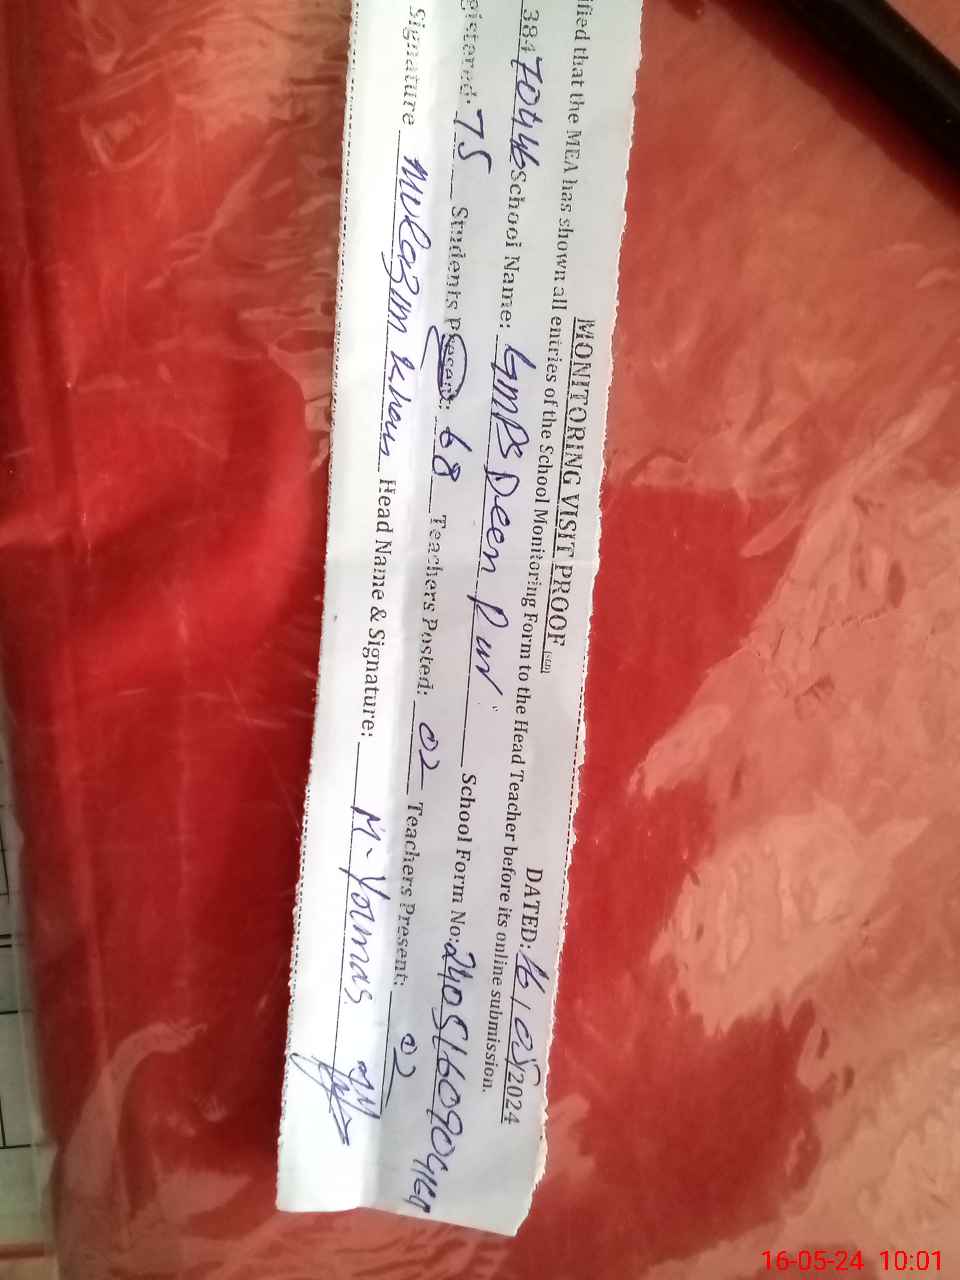 MONITORING VISIT PROOF (SED) DATED: 16/05/2024
ified that the MEA has shown all entries of the School Monitoring Form to the Head Teacher before its online submission.
38470446 School Name: GMPS Deen Pur School Form No:
gistered: 75 Students Present: 68 Teachers Posted: 02 Teachers Present: 02
Signature Mulazim Khan Head Name & Signature: M. Younas
16-05-24 10:01